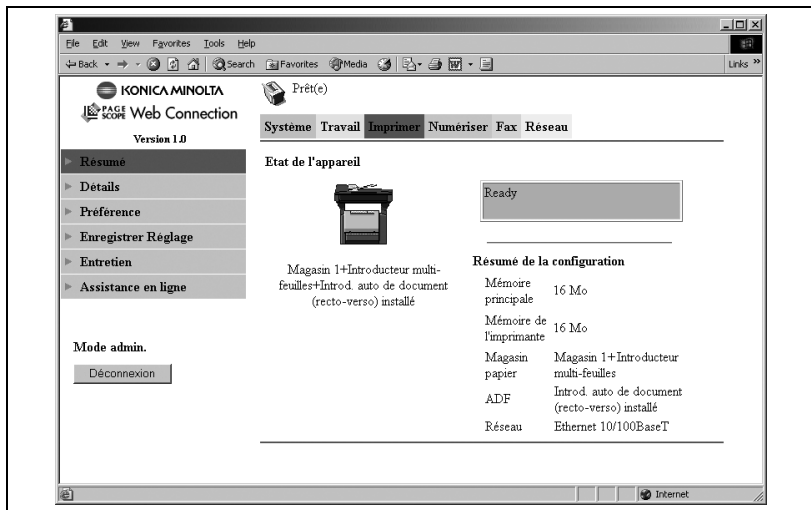 File Edit View Favorites Tools Help
Back Search Favorites Media Links »
KONICA MINOLTA
PAGE SCOPE Web Connection
Version 1.0
Prêt(e)
Système Travail Imprimer Numériser Fax Réseau
Résumé
Détails
Préférence
Enregistrer Réglage
Entretien
Assistance en ligne
Mode admin.
Déconnexion
Etat de l'appareil
Magasin 1+Introducteur multi-
feuilles+Introd. auto de document
(recto-verso) installé
Ready
Résumé de la configuration
Mémoire
principale 16 Mo
Mémoire de
l'imprimante 16 Mo
Magasin Magasin 1+Introducteur
papier multi-feuilles
ADF Introd. auto de document
(recto-verso) installé
Réseau Ethernet 10/100BaseT
Internet